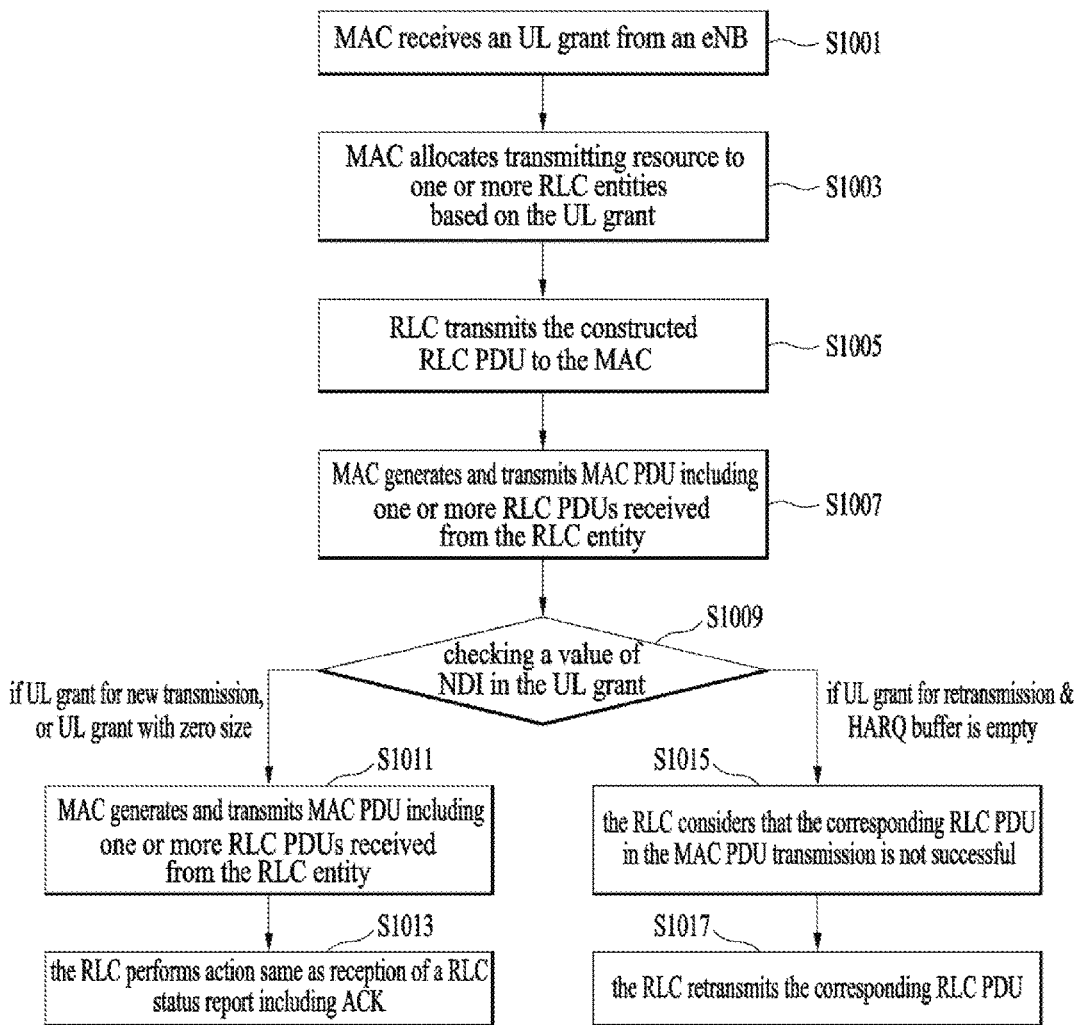 MAC receives an UL grant from an eNB
S1001
MAC allocates transmitting resource to
one or more RLC entities
based on the UL grant
S1003
RLC transmits the constructed
RLC PDU to the MAC
S1005
MAC generates and transmits MAC PDU including
one or more RLC PDUs received
from the RLC entity
S1007
S1009
checking a value of
NDI in the UL grant
if UL grant for new transmission,
or UL grant with zero size
if UL grant for retransmission &
HARQ buffer is empty
S1011
MAC generates and transmits MAC PDU including
one or more RLC PDUs received
from the RLC entity
S1015
the RLC considers that the corresponding RLC PDU
in the MAC PDU transmission is not successful
S1013
the RLC performs action same as reception of a RLC
status report including ACK
S1017
the RLC retransmits the corresponding RLC PDU